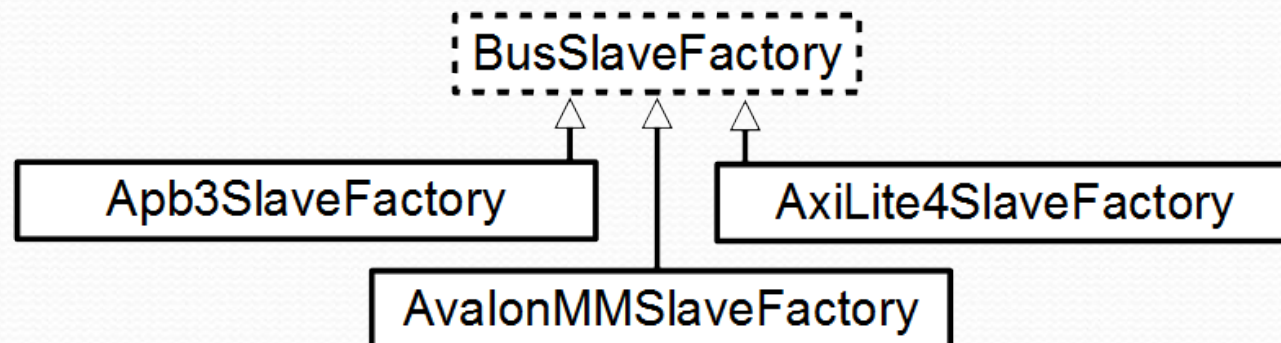 BusSlaveFactory
Apb3SlaveFactory
AxiLite4SlaveFactory
AvalonMMSlaveFactory